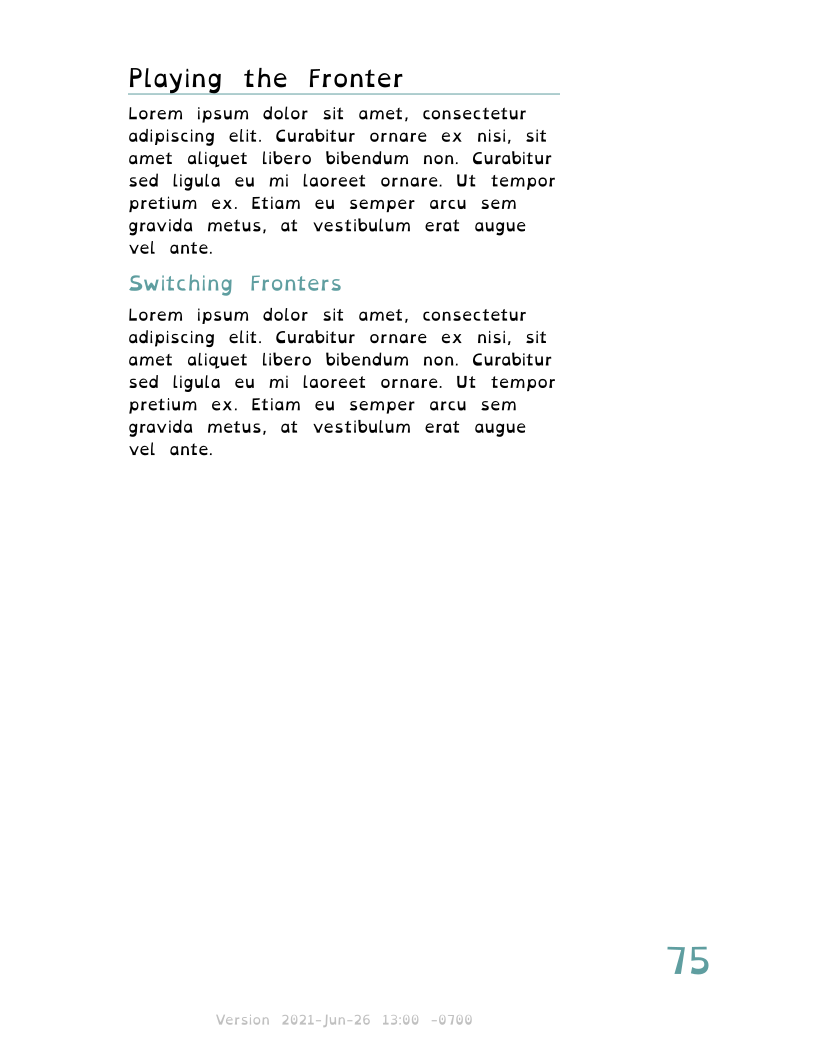 Playing the Fronter
Lorem ipsum dolor sit amet, consectetur
adipiscing elit. Curabitur ornare ex nisi, sit
amet aliquet libero bibendum non. Curabitur
sed ligula eu mi laoreet ornare. Ut tempor
pretium ex. Etiam eu semper arcu sem
gravida metus, at vestibulum erat augue
vel ante.
Switching Fronters
Lorem ipsum dolor sit amet, consectetur
adipiscing elit. Curabitur ornare ex nisi, sit
amet aliquet libero bibendum non. Curabitur
sed ligula eu mi laoreet ornare. Ut tempor
pretium ex. Etiam eu semper arcu sem
gravida metus, at vestibulum erat augue
vel ante.
75
Version 2021-Jun-26 13:00 -0700